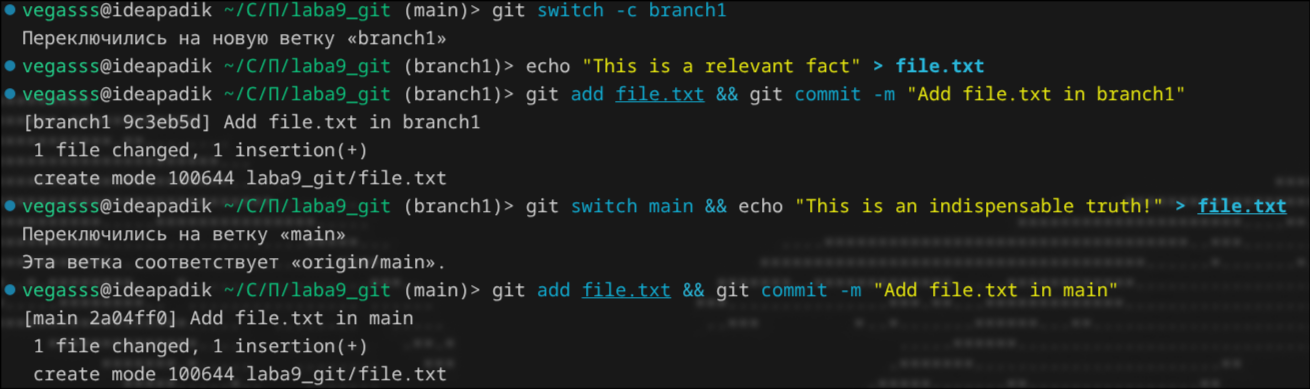 vegasss@ideapadik ~/С/П/laba9_git (main)> git switch -c branch1
Переключились на новую ветку «branch1»
vegasss@ideapadik ~/С/П/laba9_git (branch1)> echo "This is a relevant fact" > file.txt
vegasss@ideapadik ~/С/П/laba9_git (branch1)> git add file.txt && git commit -m "Add file.txt in branch1"
[branch1 9c3eb5d] Add file.txt in branch1
 1 file changed, 1 insertion(+)
 create mode 100644 laba9_git/file.txt
vegasss@ideapadik ~/С/П/laba9_git (branch1)> git switch main && echo "This is an indispensable truth!" > file.txt
Переключились на ветку «main»
Эта ветка соответствует «origin/main».
vegasss@ideapadik ~/С/П/laba9_git (main)> git add file.txt && git commit -m "Add file.txt in main"
[main 2a04ff0] Add file.txt in main
 1 file changed, 1 insertion(+)
 create mode 100644 laba9_git/file.txt